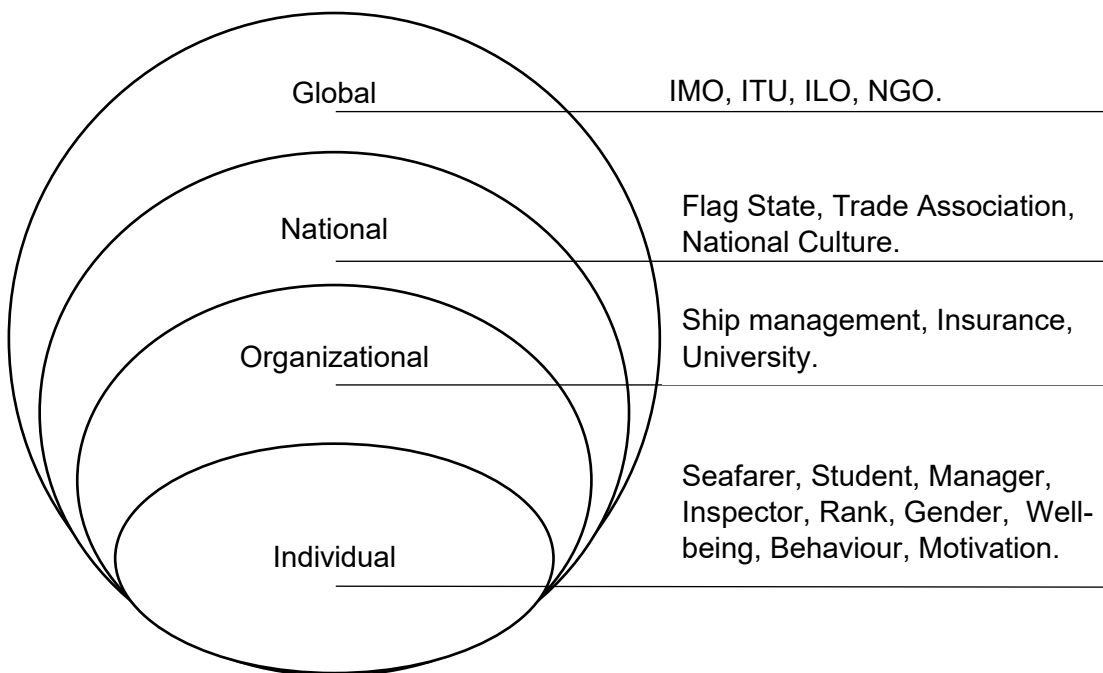 Global
IMO, ITU, ILO, NGO.
National
Flag State, Trade Association,
National Culture.
Organizational
Ship management, Insurance,
University.
Individual
Seafarer, Student, Manager,
Inspector, Rank, Gender,  Well-
being, Behaviour, Motivation.